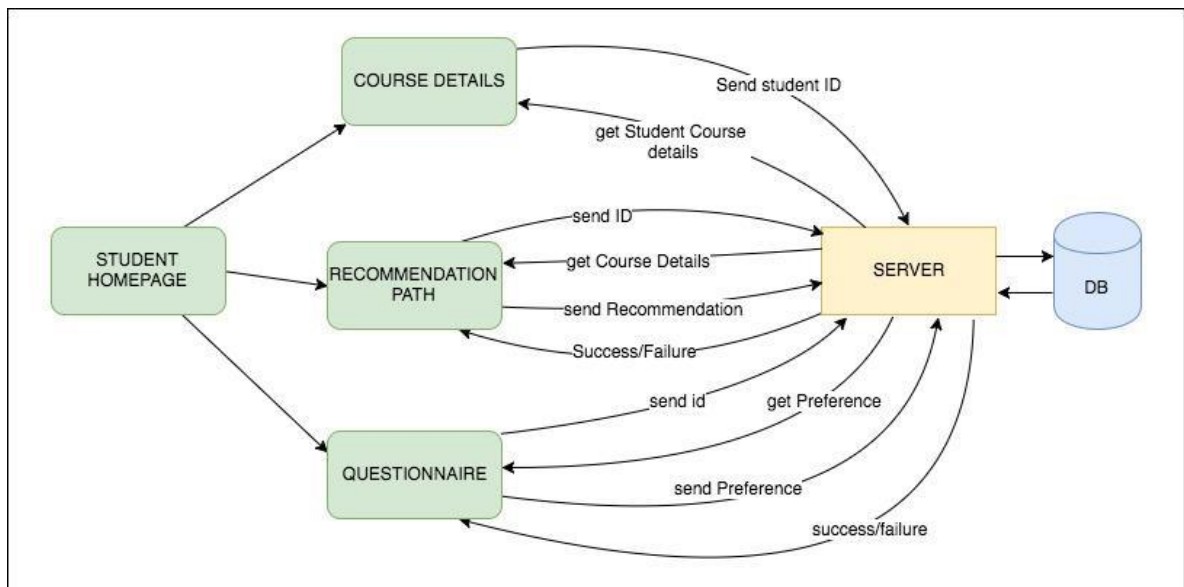 COURSE DETAILS
Send student ID
get Student Course
details
send ID
STUDENT
HOMEPAGE
RECOMMENDATION
PATH
get Course Details
SERVER
DB
send Recommendation
Success/Failure
send id
get Preference
QUESTIONNAIRE
send Preference
success/failure